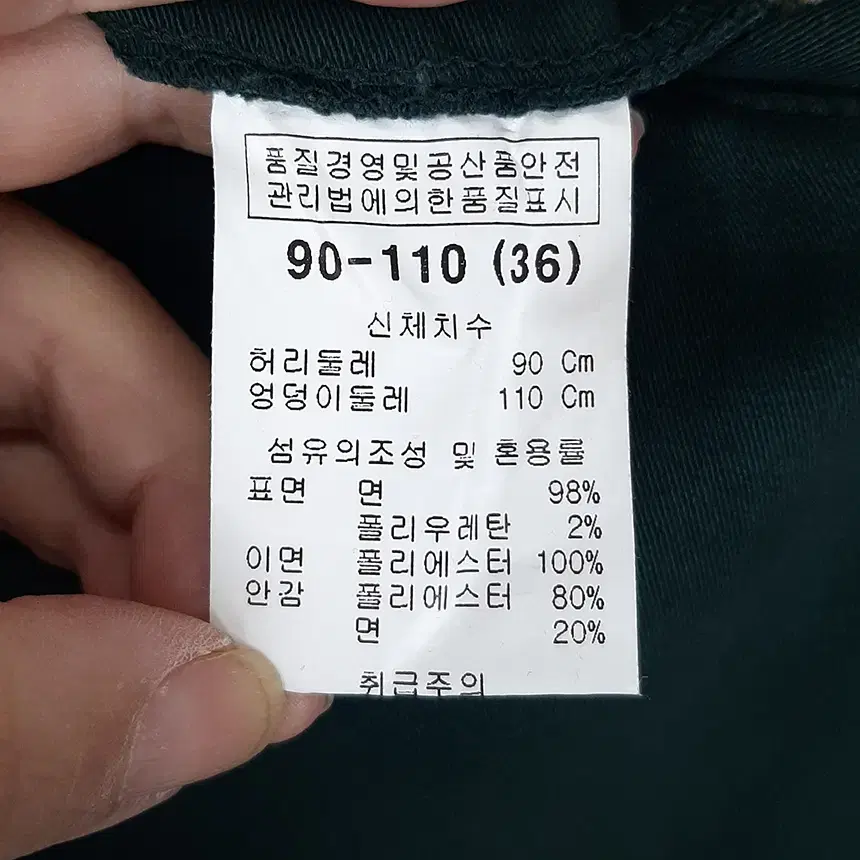 품질경영및공산품안전
관리법에의한품질표시
90-110 (36)
신체치수
허리둘레 90 Cm
엉덩이둘레 110 Cm
섬유의조성 및 혼용률
표면 면 98%
폴리우레탄 2%
이면 폴리에스터 100%
안감 폴리에스터 80%
면 20%
취급주의